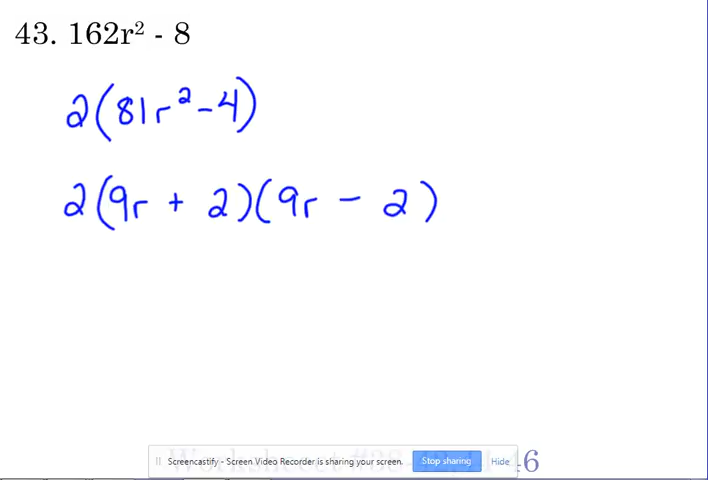 43. 162r² - 8
2(81r²-4)
2(9r + 2)(9r - 2)
Screencastify - Screen Video Recorder is sharing your screen.
Stop sharing
Hide